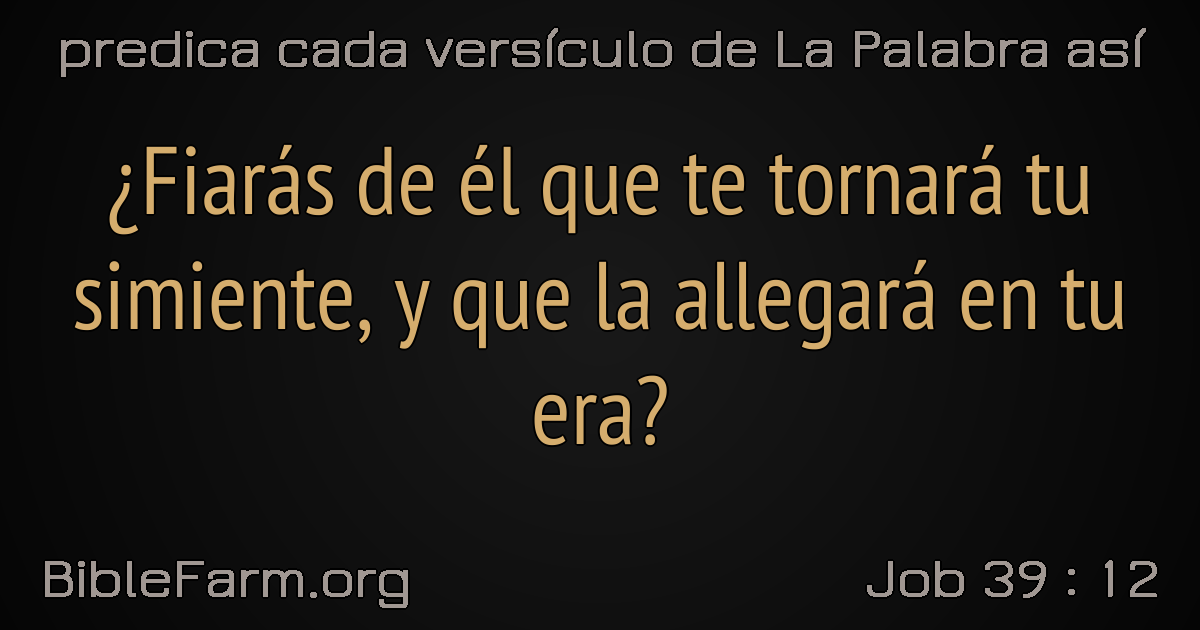 predica cada versículo de La Palabra así
¿Fiarás de él que te tornará tu
simiente, y que la allegará en tu
era?
BibleFarm.org
Job 39 : 12